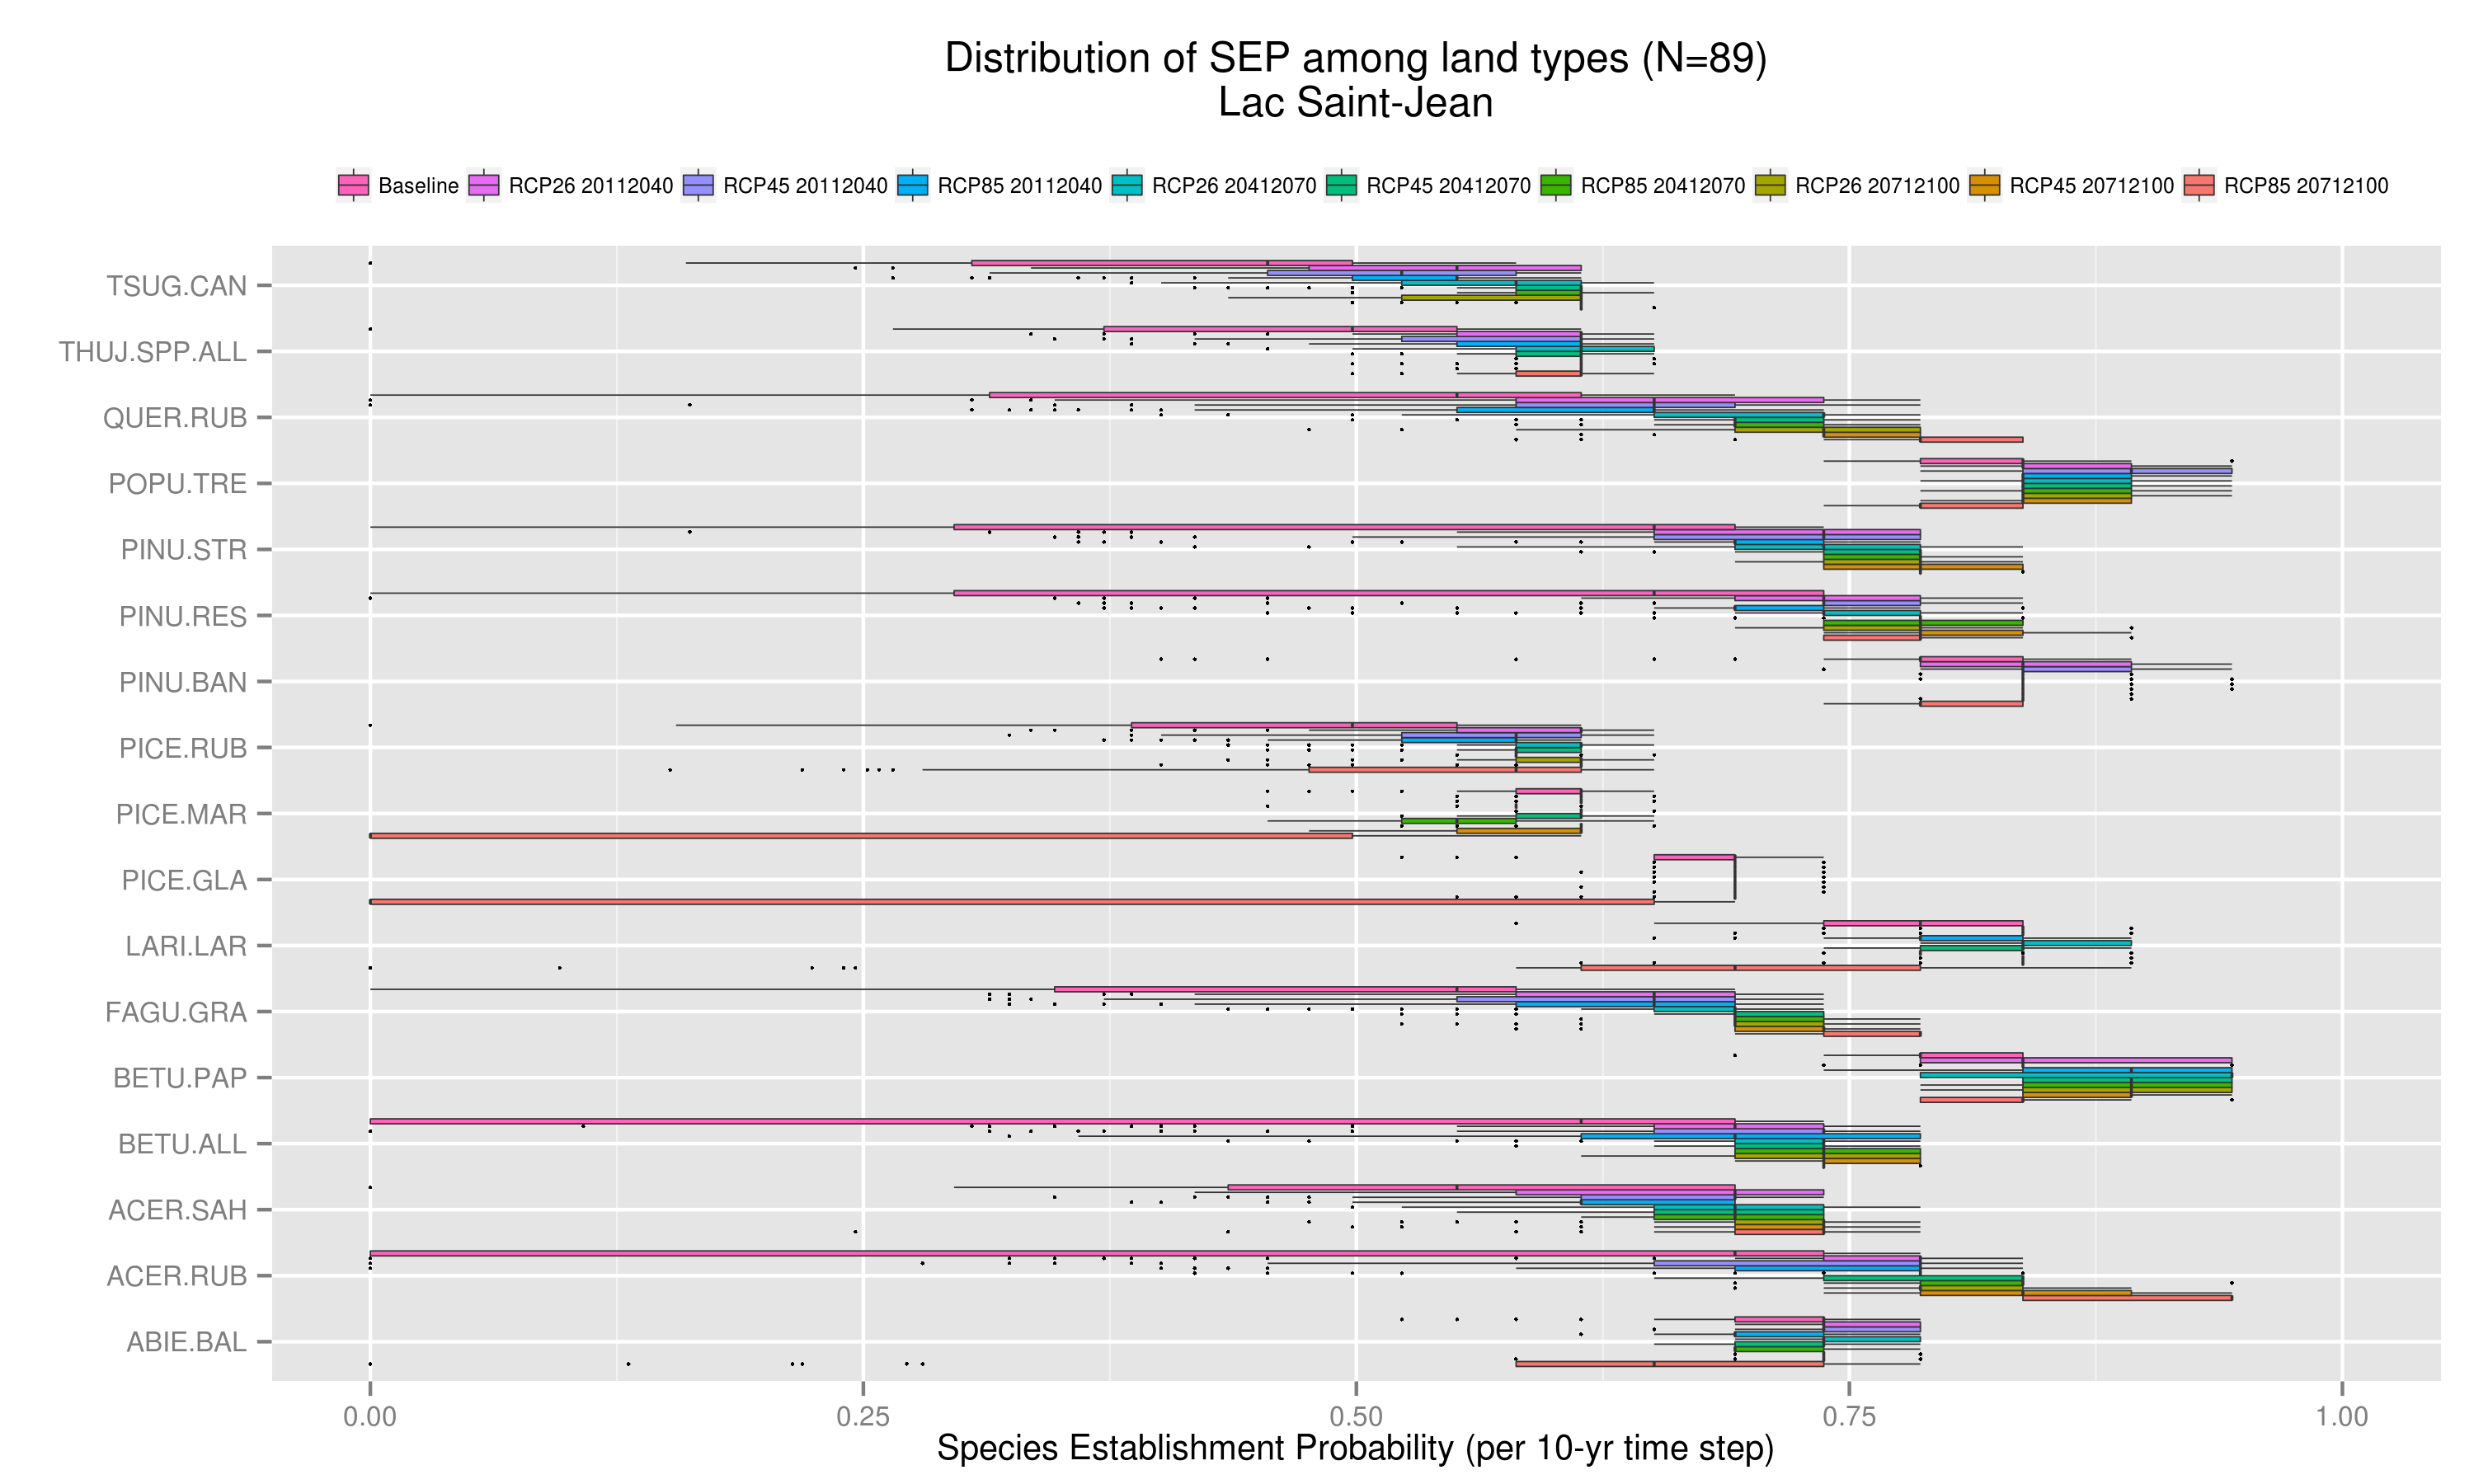 Distribution of SEP among land types (N=89)
Lac Saint-Jean
Baseline RCP26 20112040 RCP45 20112040 RCP85 20112040 RCP26 20412070 RCP45 20412070 RCP85 20412070 RCP26 20712100 RCP45 20712100 RCP85 20712100
TSUG.CAN
THUJ.SPP.ALL
QUER.RUB
POPU.TRE
PINU.STR
PINU.RES
PINU.BAN
PICE.RUB
PICE.MAR
PICE.GLA
LARI.LAR
FAGU.GRA
BETU.PAP
BETU.ALL
ACER.SAH
ACER.RUB
ABIE.BAL
0.00 0.25 0.50 0.75 1.00
Species Establishment Probability (per 10-yr time step)